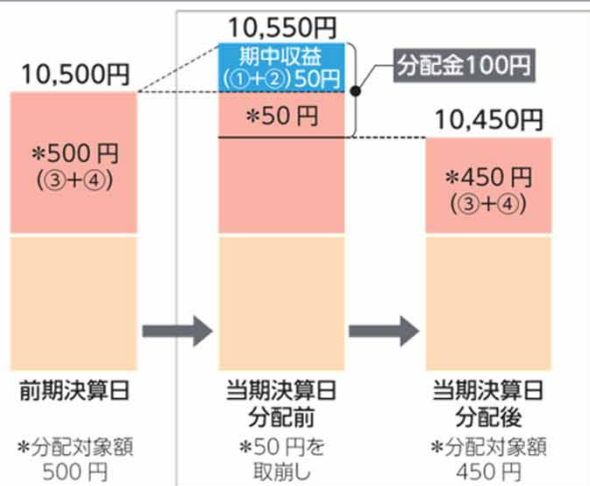 10,500円
*500 円
(③+④)
前期決算日
*分配対象額
500 円
10,550円
期中収益
(①+②)50円
*50 円
当期決算日
分配前
*50 円を
取崩し
分配金100円
10,450円
*450 円
(③+④)
当期決算日
分配後
*分配対象額
450 円